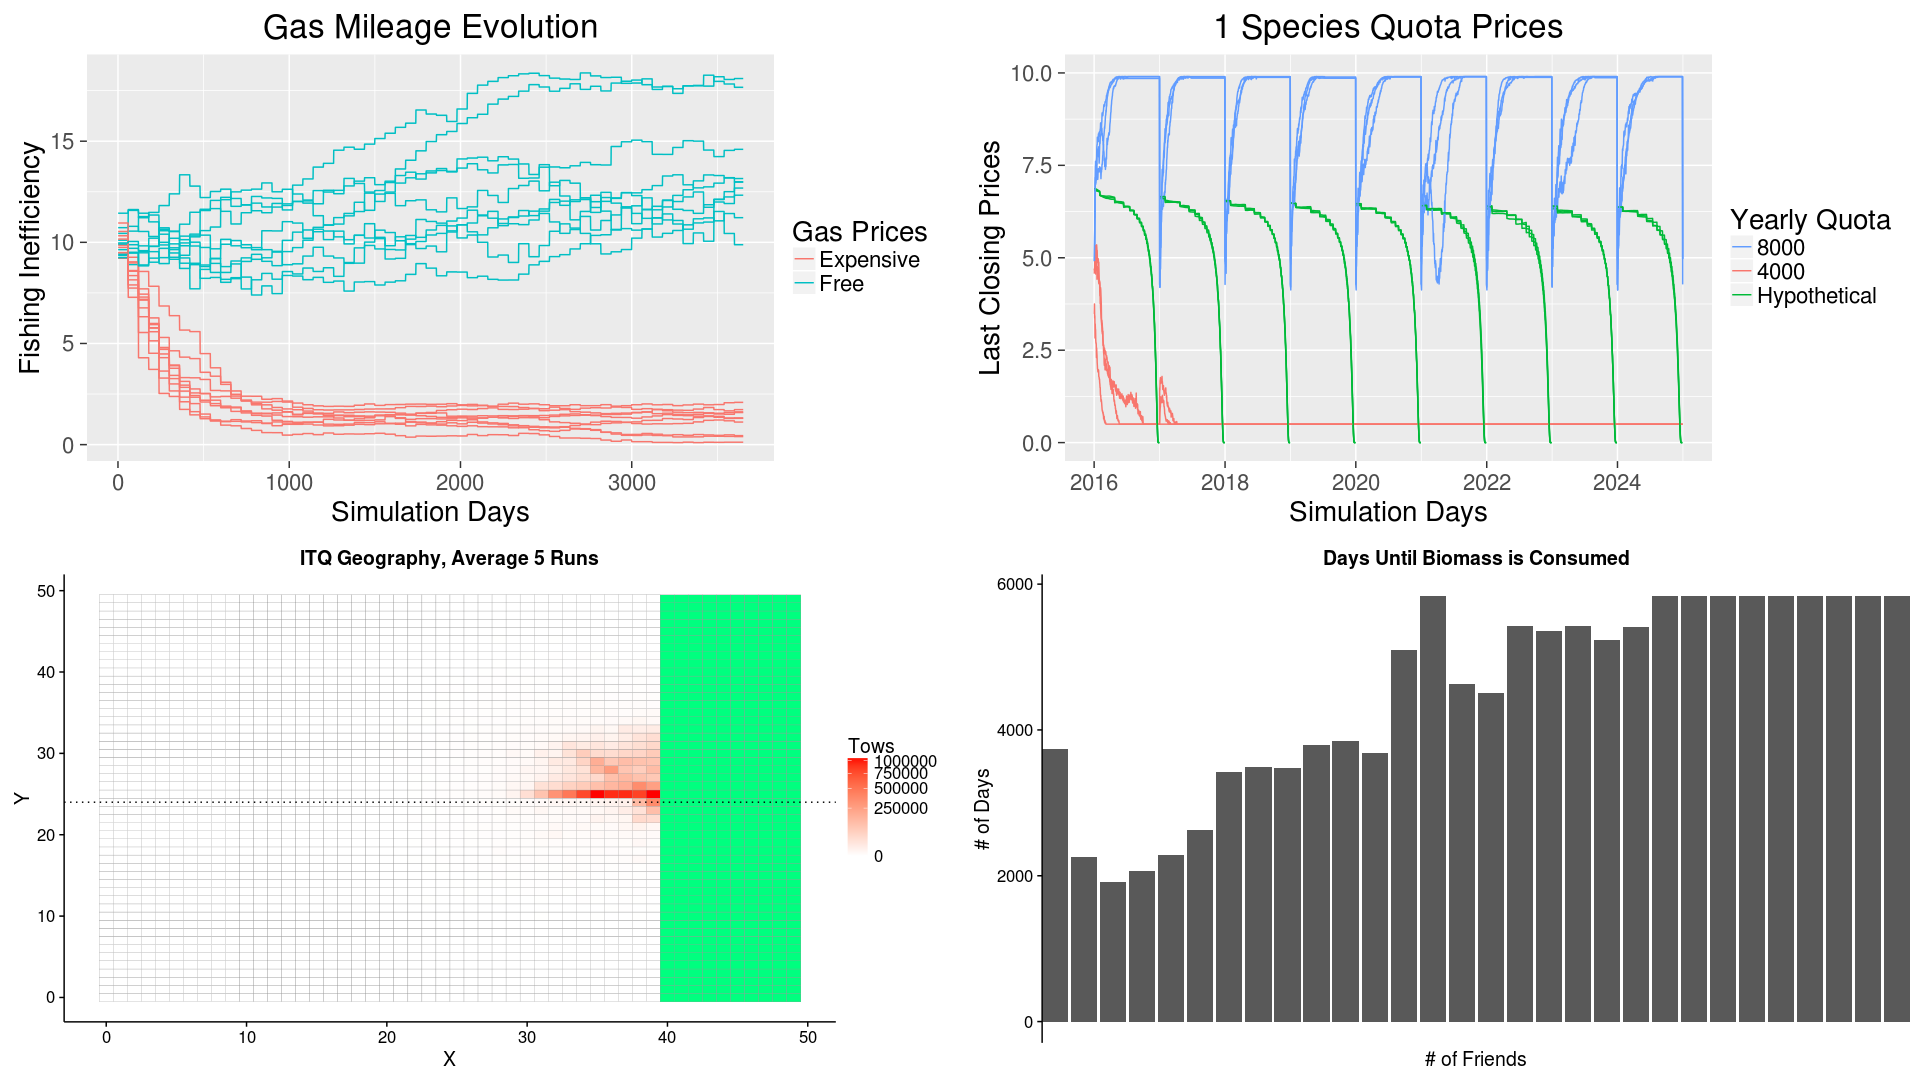 Gas Mileage Evolution
Fishing Inefficiency
15
10
5
0
0 1000 2000 3000
Simulation Days
Gas Prices
Expensive
Free
1 Species Quota Prices
Last Closing Prices
10.0
7.5
5.0
2.5
0.0
2016 2018 2020 2022 2024
Simulation Days
Yearly Quota
8000
4000
Hypothetical
ITQ Geography, Average 5 Runs
Y
50
40
30
20
10
0
0 10 20 30 40 50
X
Tows
1000000
750000
500000
250000
0
Days Until Biomass is Consumed
# of Days
6000
4000
2000
0
# of Friends